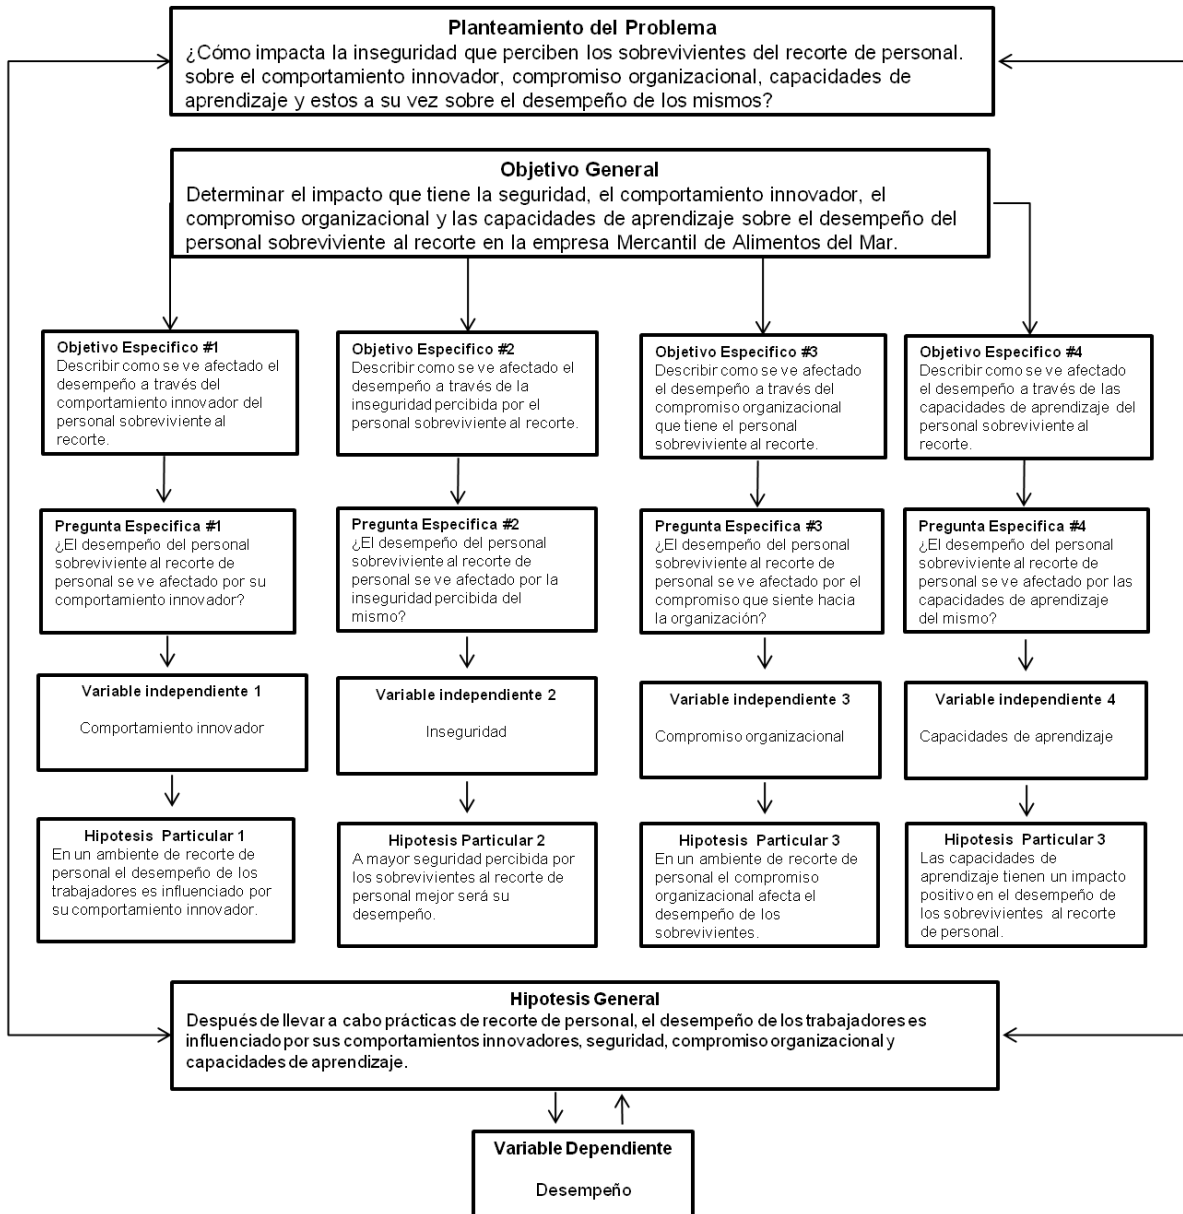 Planteamiento del Problema
¿Cómo impacta la inseguridad que perciben los sobrevivientes del recorte de personal.
sobre el comportamiento innovador, compromiso organizacional, capacidades de
aprendizaje y estos a su vez sobre el desempeño de los mismos?
Objetivo General
Determinar el impacto que tiene la seguridad, el comportamiento innovador, el
compromiso organizacional y las capacidades de aprendizaje sobre el desempeño del
personal sobreviviente al recorte en la empresa Mercantil de Alimentos del Mar.
Objetivo Especifico #1
Describir como se ve afectado el
desempeño a través del
comportamiento innovador del
personal sobreviviente al
recorte.
Objetivo Especifico #2
Describir como se ve afectado el
desempeño a través de la
inseguridad percibida por el
personal sobreviviente al recorte.
Objetivo Especifico #3
Describir como se ve afectado
el desempeño a través del
compromiso organizacional
que tiene el personal
sobreviviente al recorte.
Objetivo Especifico #4
Describir como se ve afectado
el desempeño a través de las
capacidades de aprendizaje del
personal sobreviviente al
recorte.
Pregunta Especifica #1
¿El desempeño del personal
sobreviviente al recorte de
personal se ve afectado por su
comportamiento innovador?
Pregunta Especifica #2
¿El desempeño del personal
sobreviviente al recorte de
personal se ve afectado por la
inseguridad percibida del
mismo?
Pregunta Especifica #3
¿El desempeño del personal
sobreviviente al recorte de
personal se ve afectado por el
compromiso que siente hacia
la organización?
Pregunta Especifica #4
¿El desempeño del personal
sobreviviente al recorte de
personal se ve afectado por las
capacidades de aprendizaje
del mismo?
Variable independiente 1
Comportamiento innovador
Variable independiente 2
Inseguridad
Variable independiente 3
Compromiso organizacional
Variable independiente 4
Capacidades de aprendizaje
Hipotesis Particular 1
En un ambiente de recorte de
personal el desempeño de los
trabajadores es influenciado por
su comportamiento innovador.
Hipotesis Particular 2
A mayor seguridad percibida por
los sobrevivientes al recorte de
personal mejor será su
desempeño.
Hipotesis Particular 3
En un ambiente de recorte de
personal el compromiso
organizacional afecta el
desempeño de los
sobrevivientes.
Hipotesis Particular 3
Las capacidades de
aprendizaje tienen un impacto
positivo en el desempeño de
los sobrevivientes al recorte
de personal.
Hipotesis General
Después de llevar a cabo prácticas de recorte de personal, el desempeño de los trabajadores es
influenciado por sus comportamientos innovadores, seguridad, compromiso organizacional y
capacidades de aprendizaje.
Variable Dependiente
Desempeño